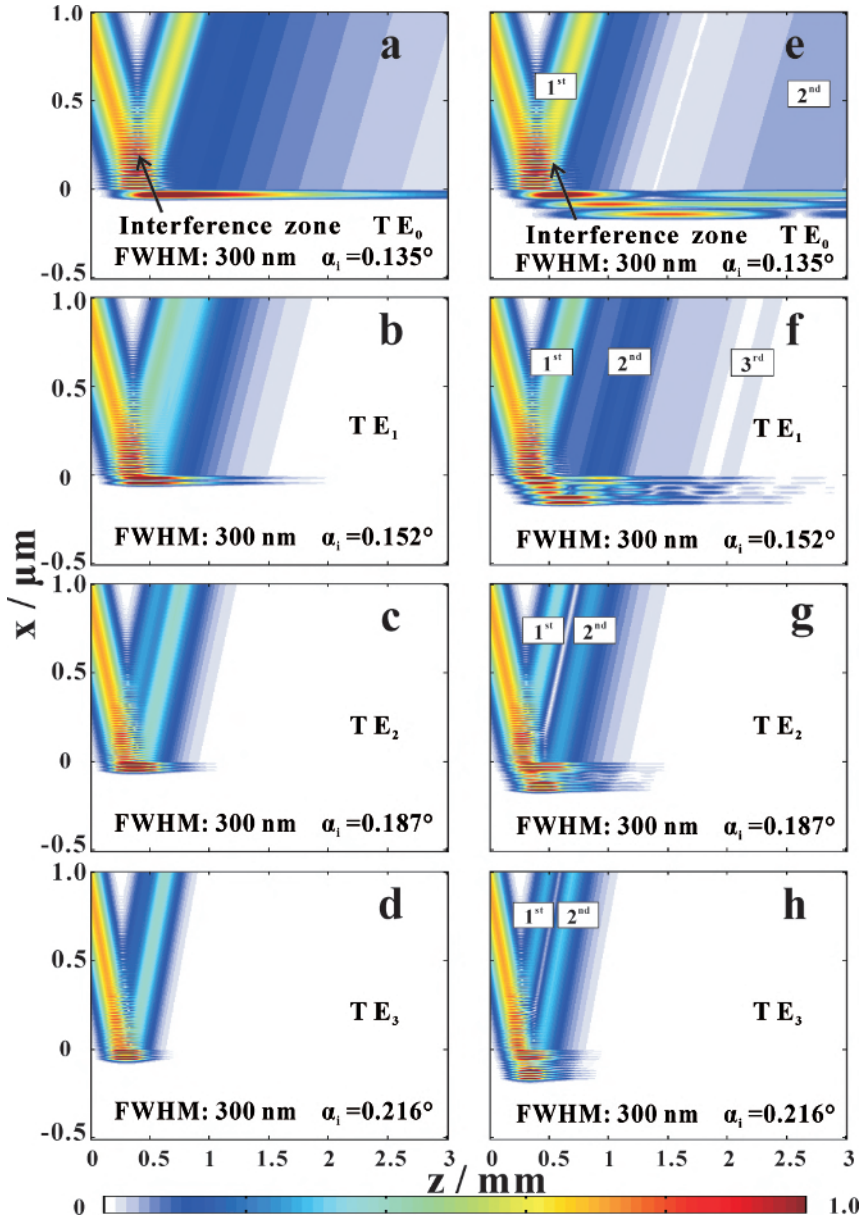 1.0
a
0.5
0
Interference zone TE₀
FWHM: 300 nm αᵢ=0.135°
-0.5
e
1ˢᵗ
2ⁿᵈ
Interference zone TE₀
FWHM: 300 nm αᵢ=0.135°
1.0
b
0.5
TE₁
0
FWHM: 300 nm αᵢ=0.152°
-0.5
f
1ˢᵗ
2ⁿᵈ
3ʳᵈ
TE₁
FWHM: 300 nm αᵢ=0.152°
x / μm
1.0
c
0.5
TE₂
0
FWHM: 300 nm αᵢ=0.187°
-0.5
g
1ˢᵗ
2ⁿᵈ
TE₂
FWHM: 300 nm αᵢ=0.187°
1.0
d
0.5
TE₃
0
FWHM: 300 nm αᵢ=0.216°
-0.5
h
1ˢᵗ
2ⁿᵈ
TE₃
FWHM: 300 nm αᵢ=0.216°
0 0.5 1 1.5 2 2.5 3
0 0.5 1 1.5 2 2.5 3
z / mm
0 1.0